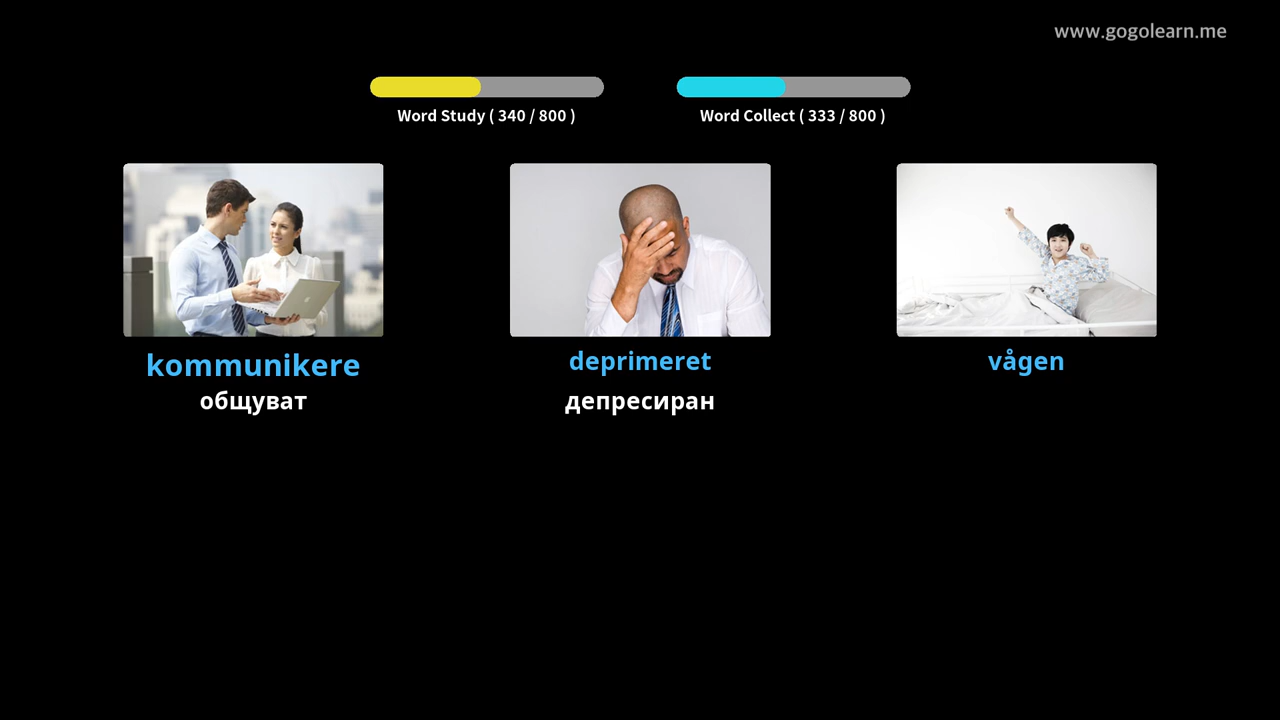 www.gogolearn.me
Word Study ( 340 / 800 )
Word Collect ( 333 / 800 )
kommunikere
общуват
deprimeret
депресиран
vågen